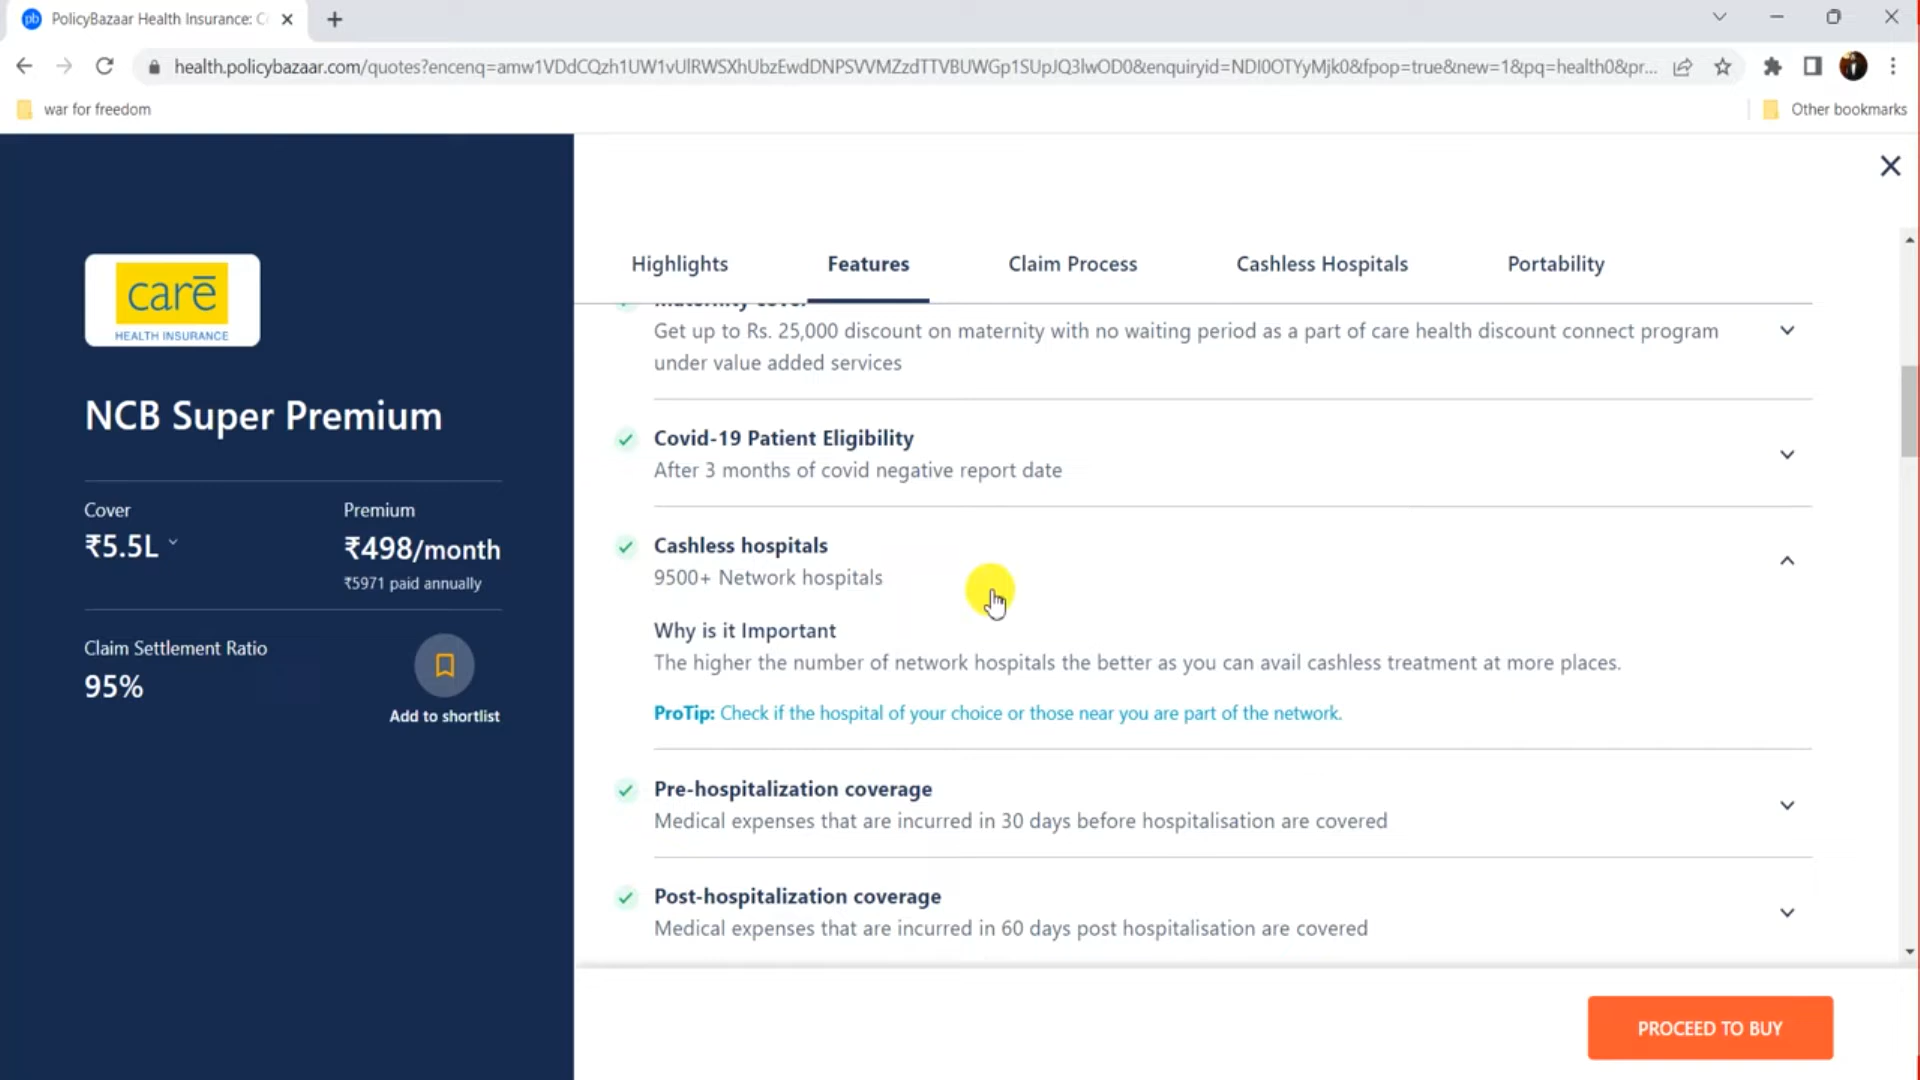 PolicyBazaar Health Insurance: C
health.policybazaar.com/quotes?encenq=amw1VDdCQzh1UW1vUlRWSXhUbzEwdDNPSVVMZzdTTVBUWGp1SUpJQ3lwOD0&enquiryid=NDI0OTYyMjk0&fpop=true&new=1&pq=health0&pr...
war for freedom
Other bookmarks
carē
HEALTH INSURANCE
NCB Super Premium
Cover
₹5.5L
Premium
₹498/month
₹5971 paid annually
Claim Settlement Ratio
95%
Add to shortlist
Highlights
Features
Claim Process
Cashless Hospitals
Portability
Maternity cover
Get up to Rs. 25,000 discount on maternity with no waiting period as a part of care health discount connect program
under value added services
Covid-19 Patient Eligibility
After 3 months of covid negative report date
Cashless hospitals
9500+ Network hospitals
Why is it Important
The higher the number of network hospitals the better as you can avail cashless treatment at more places.
ProTip: Check if the hospital of your choice or those near you are part of the network.
Pre-hospitalization coverage
Medical expenses that are incurred in 30 days before hospitalisation are covered
Post-hospitalization coverage
Medical expenses that are incurred in 60 days post hospitalisation are covered
PROCEED TO BUY